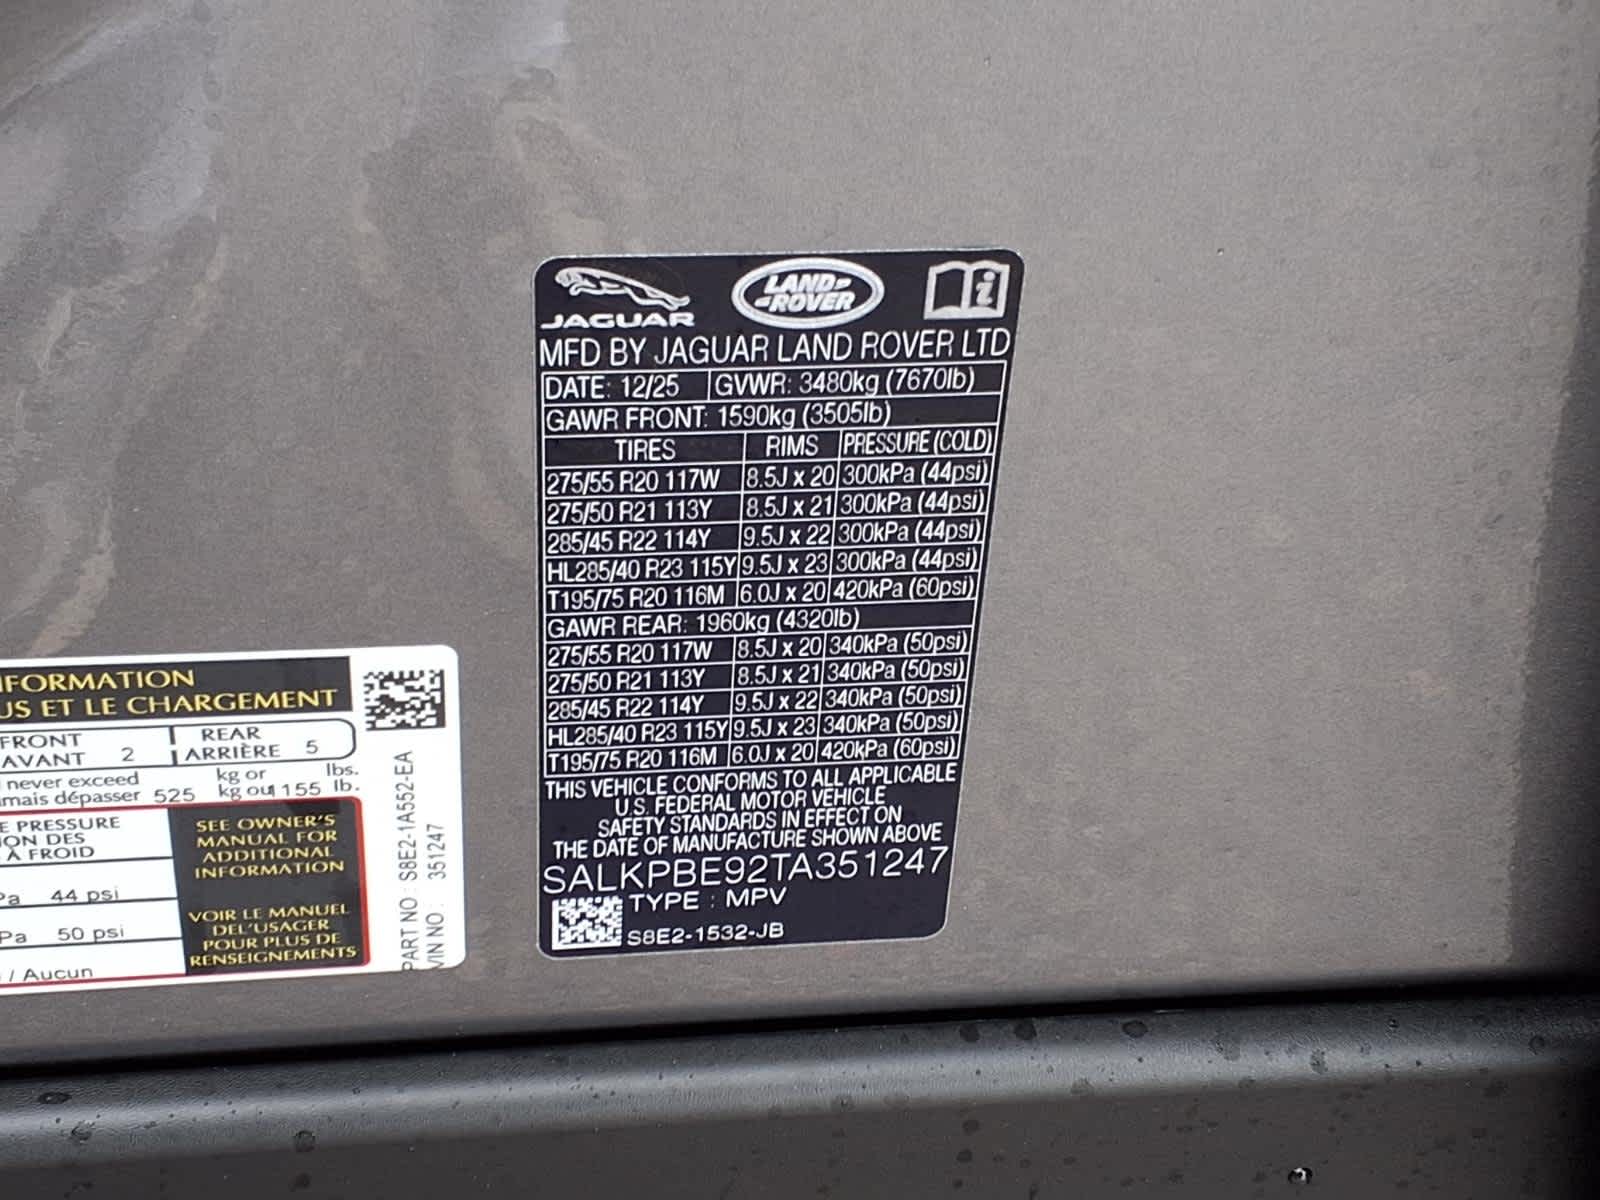 JAGUAR
LAND ROVER
i
MFD BY JAGUAR LAND ROVER LTD
DATE: 12/25 GVWR: 3480kg (7670lb)
GAWR FRONT: 1590kg (3505lb)
TIRES RIMS PRESSURE (COLD)
275/55 R20 117W 8.5J x 20 300kPa (44psi)
275/50 R21 113Y 8.5J x 21 300kPa (44psi)
285/45 R22 114Y 9.5J x 22 300kPa (44psi)
HL285/40 R23 115Y 9.5J x 23 300kPa (44psi)
T195/75 R20 116M 6.0J x 20 420kPa (60psi)
GAWR REAR: 1960kg (4320lb)
275/55 R20 117W 8.5J x 20 340kPa (50psi)
275/50 R21 113Y 8.5J x 21 340kPa (50psi)
285/45 R22 114Y 9.5J x 22 340kPa (50psi)
HL285/40 R23 115Y 9.5J x 23 340kPa (50psi)
T195/75 R20 116M 6.0J x 20 420kPa (60psi)
THIS VEHICLE CONFORMS TO ALL APPLICABLE
U.S. FEDERAL MOTOR VEHICLE
SAFETY STANDARDS IN EFFECT ON
THE DATE OF MANUFACTURE SHOWN ABOVE
SALKPBE92TA351247
TYPE : MPV
S8E2-1532-JB
FORMATION
US ET LE CHARGEMENT
FRONT REAR
AVANT 2 ARRIÈRE 5
never exceed kg or lbs.
mais dépasser 525 kg ou 1155 lb.
E PRESSURE
ION DES
À FROID
Pa 44 psi
Pa 50 psi
/ Aucun
SEE OWNER'S
MANUAL FOR
ADDITIONAL
INFORMATION
VOIR LE MANUEL
DEL'USAGER
POUR PLUS DE
RENSEIGNEMENTS
PART NO : S8E2-1A552-EA
VIN NO : 351247